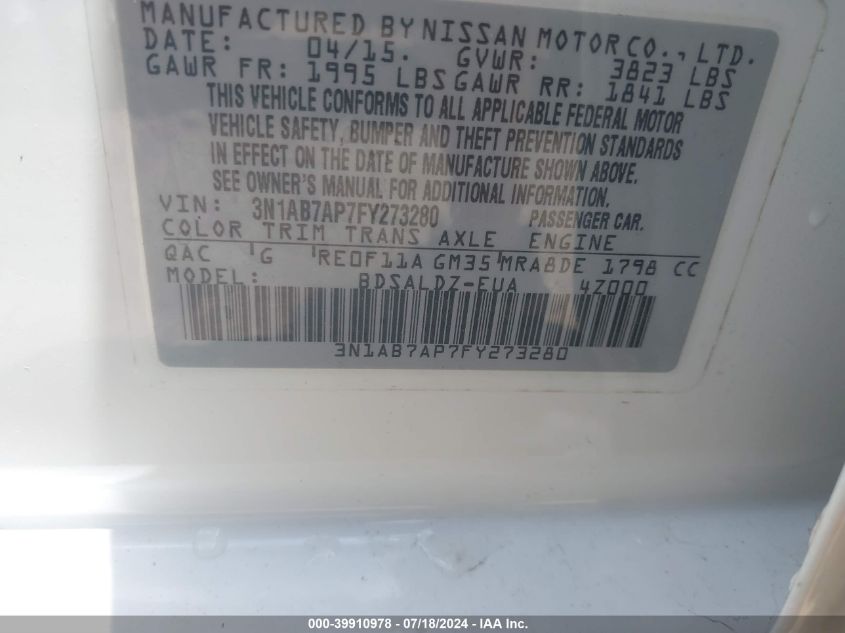 MANUFACTURED BY NISSAN MOTOR CO., LTD.
DATE: 04/15. GVWR: 3823 LBS
GAWR FR: 1995 LBS GAWR RR: 1841 LBS
THIS VEHICLE CONFORMS TO ALL APPLICABLE FEDERAL MOTOR
VEHICLE SAFETY, BUMPER AND THEFT PREVENTION STANDARDS
IN EFFECT ON THE DATE OF MANUFACTURE SHOWN ABOVE.
SEE OWNER'S MANUAL FOR ADDITIONAL INFORMATION.
VIN: 3N1AB7AP7FY273280 PASSENGER CAR.
COLOR TRIM TRANS AXLE ENGINE
QAC G RE0F11A GM35 MRA8DE 1798 CC
MODEL: BDSALDZ-EUA 4Z000
3N1AB7AP7FY273280
000-39910978 - 07/18/2024 - © IAA, Inc.